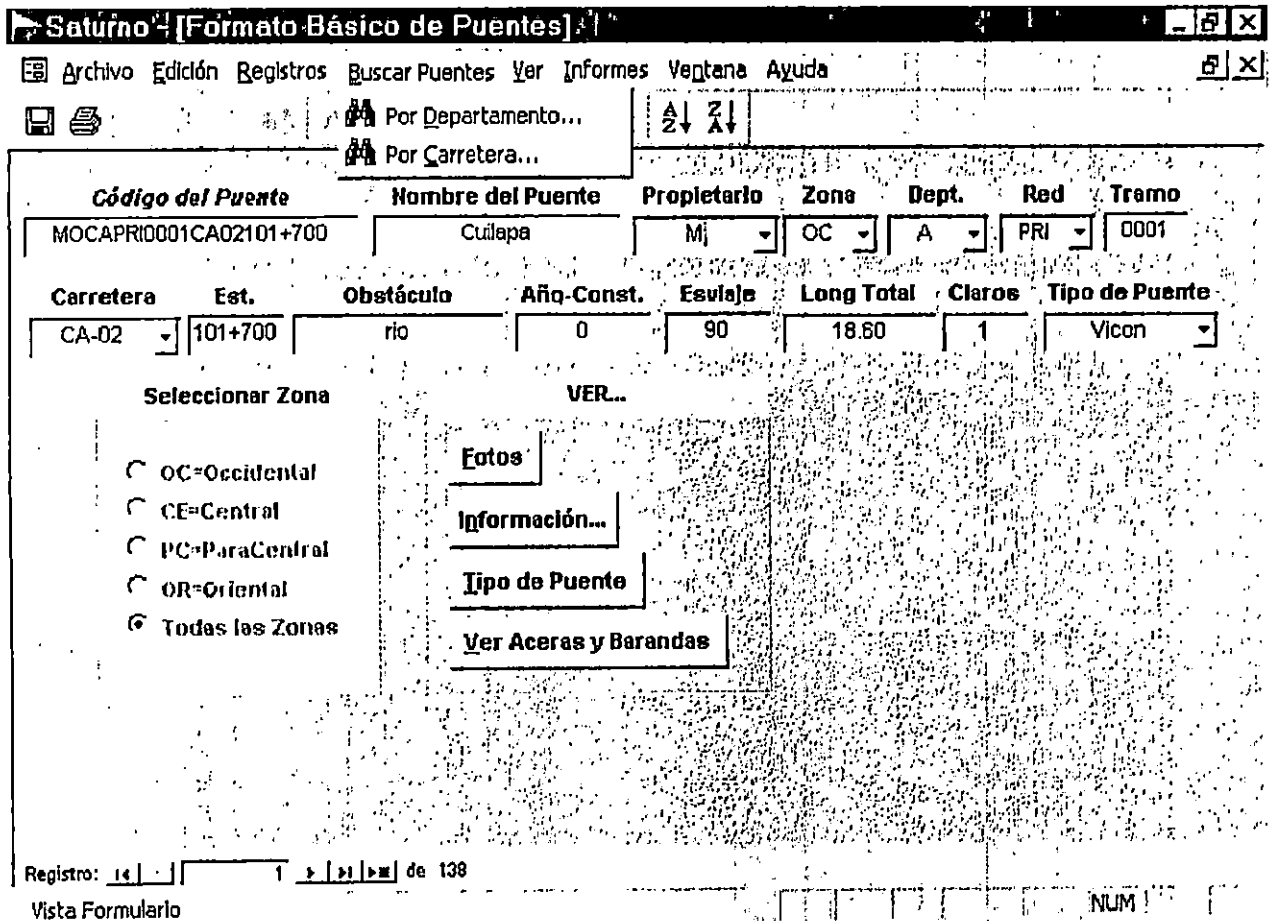 Saturno - [Formato Básico de Puentes]
Archivo Edición Registros Buscar Puentes Ver Informes Ventana Ayuda
Por Departamento...
Por Carretera...
Código del Puente Nombre del Puente Propietario Zona Dept. Red Tramo
MOCAPRI0001CA02101+700 Cuilapa M OC A PRI 0001
Carretera Est. Obstáculo Año-Const. Esviaje Long Total Claros Tipo de Puente
CA-02 101+700 rio 0 90 18.60 1 Vicon
Seleccionar Zona VER...
OC=Occidental
CE=Central
PC=ParaCentral
OR=Oriental
Todas las Zonas
Fotos
Información...
Tipo de Puente
Ver Aceras y Barandas
Registro: 1 de 138
Vista Formulario NUM